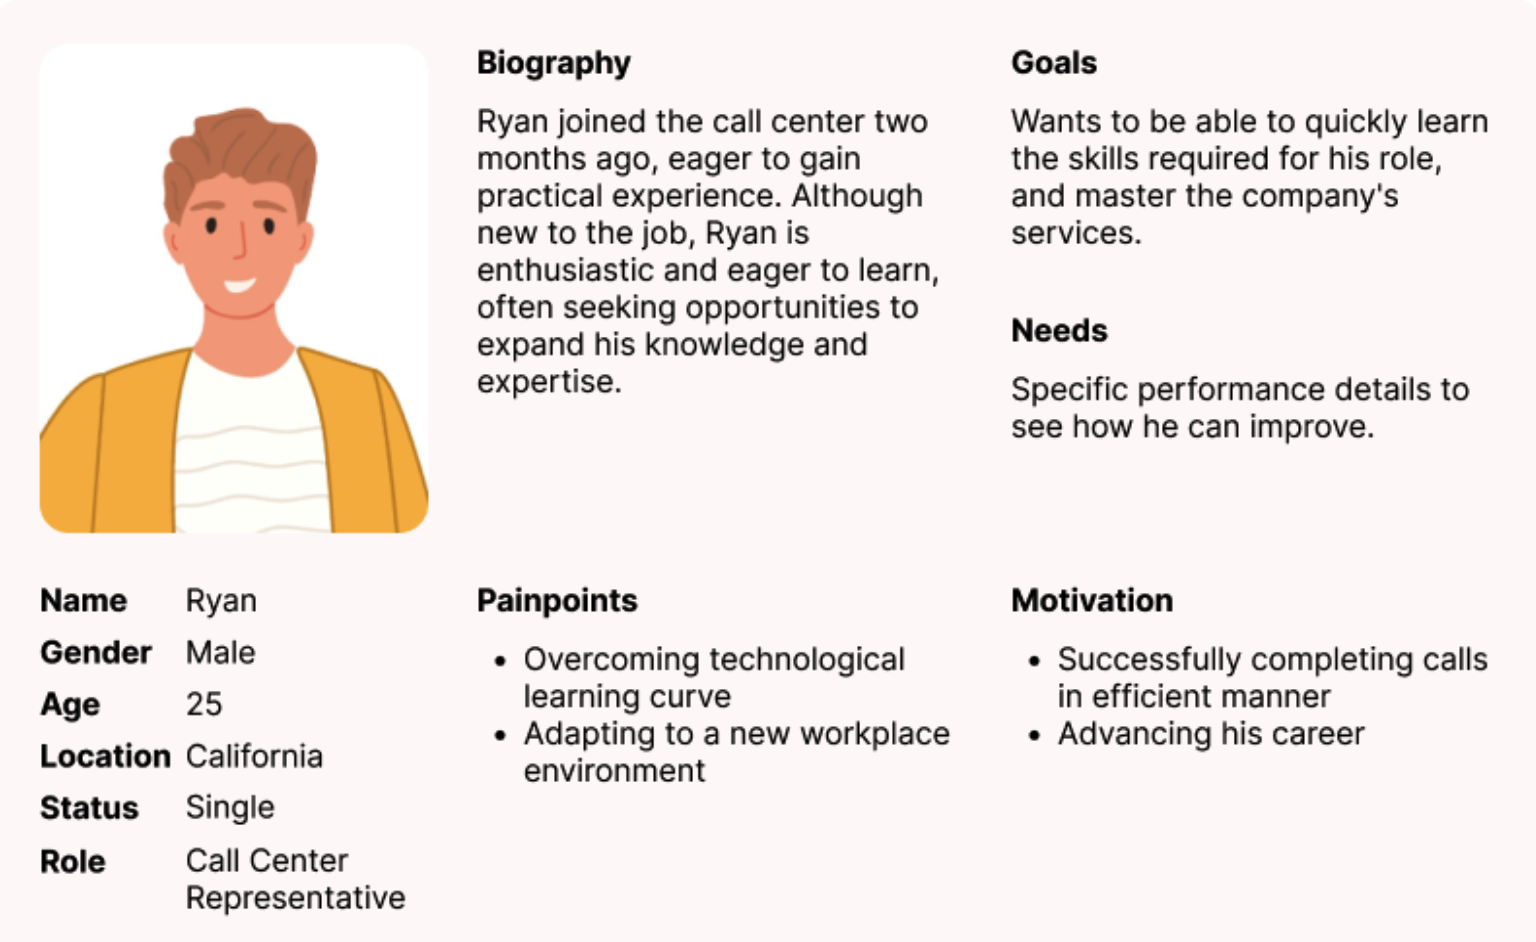 Biography
Ryan joined the call center two
months ago, eager to gain
practical experience. Although
new to the job, Ryan is
enthusiastic and eager to learn,
often seeking opportunities to
expand his knowledge and
expertise.
Goals
Wants to be able to quickly learn
the skills required for his role,
and master the company's
services.
Needs
Specific performance details to
see how he can improve.
Name Ryan
Gender Male
Age 25
Location California
Status Single
Role Call Center
Representative
Painpoints
• Overcoming technological
learning curve
• Adapting to a new workplace
environment
Motivation
• Successfully completing calls
in efficient manner
• Advancing his career